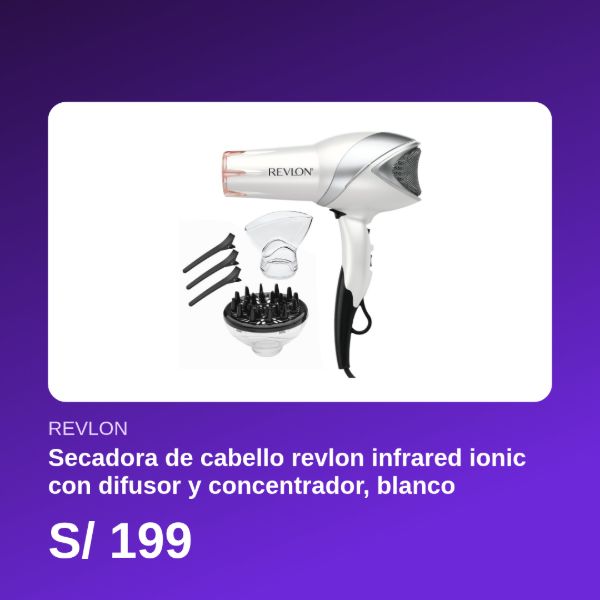 REVLON
REVLON
Secadora de cabello revlon infrared ionic
con difusor y concentrador, blanco
S/ 199